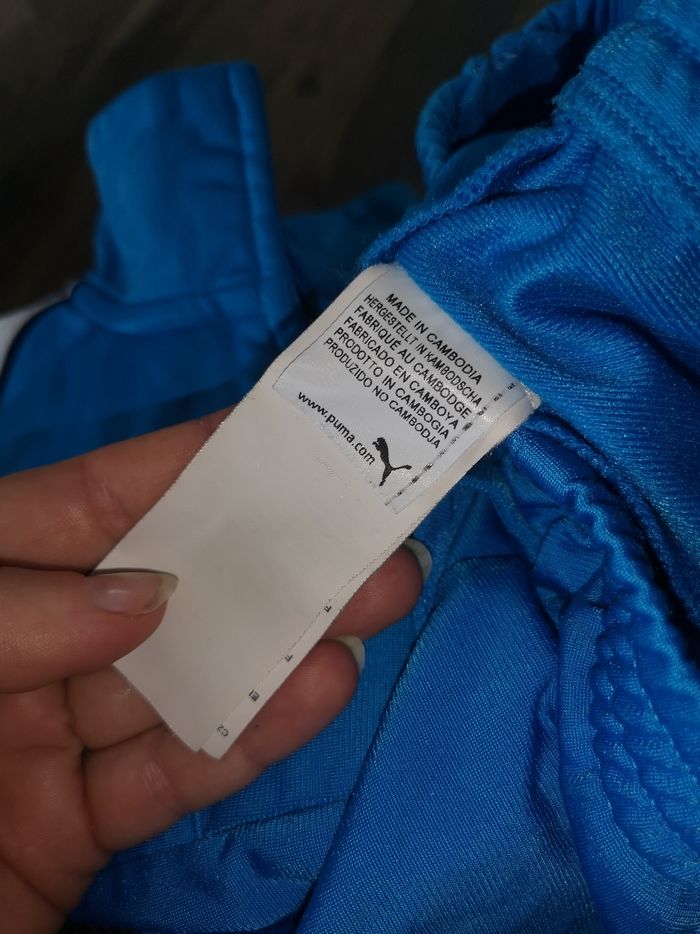 MADE IN CAMBODIA
HERGESTELLT IN KAMBODSCHA
FABRIQUÉ AU CAMBODGE
FABRICADO EN CAMBOYA
PRODOTTO IN CAMBOGIA
PRODUZIDO NO CAMBODJA
www.puma.com
CZ